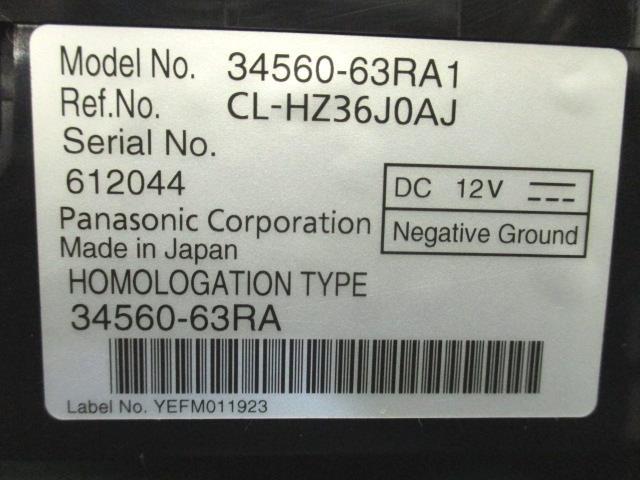 Model No. 34560-63RA1
Ref.No. CL-HZ36J0AJ
Serial No.
612044
DC 12V
Negative Ground
Panasonic Corporation
Made in Japan
HOMOLOGATION TYPE
34560-63RA
Label No. YEFM011923